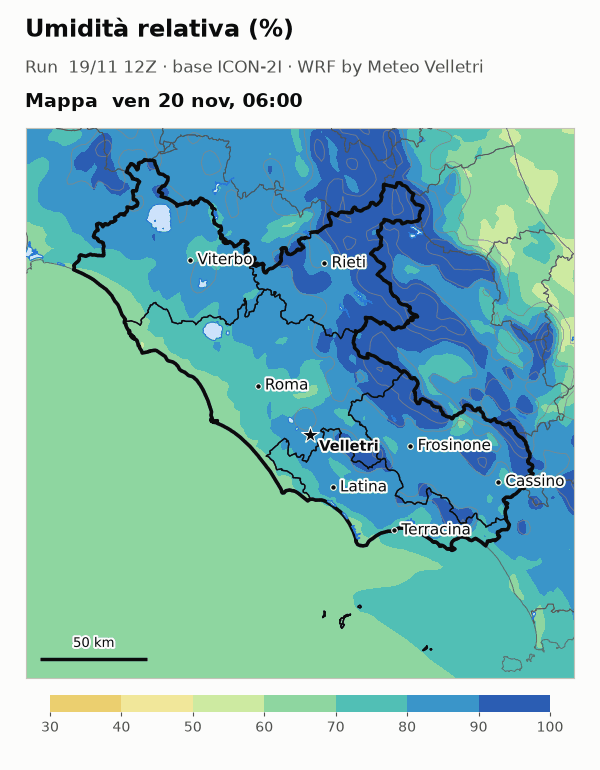 Umidità relativa (%)
Run  19/11 12Z · base ICON-2I · WRF by Meteo Velletri
Mappa  ven 20 nov, 06:00
Viterbo
Rieti
Roma
Velletri
Frosinone
Cassino
Latina
Terracina
50 km
30 40 50 60 70 80 90 100